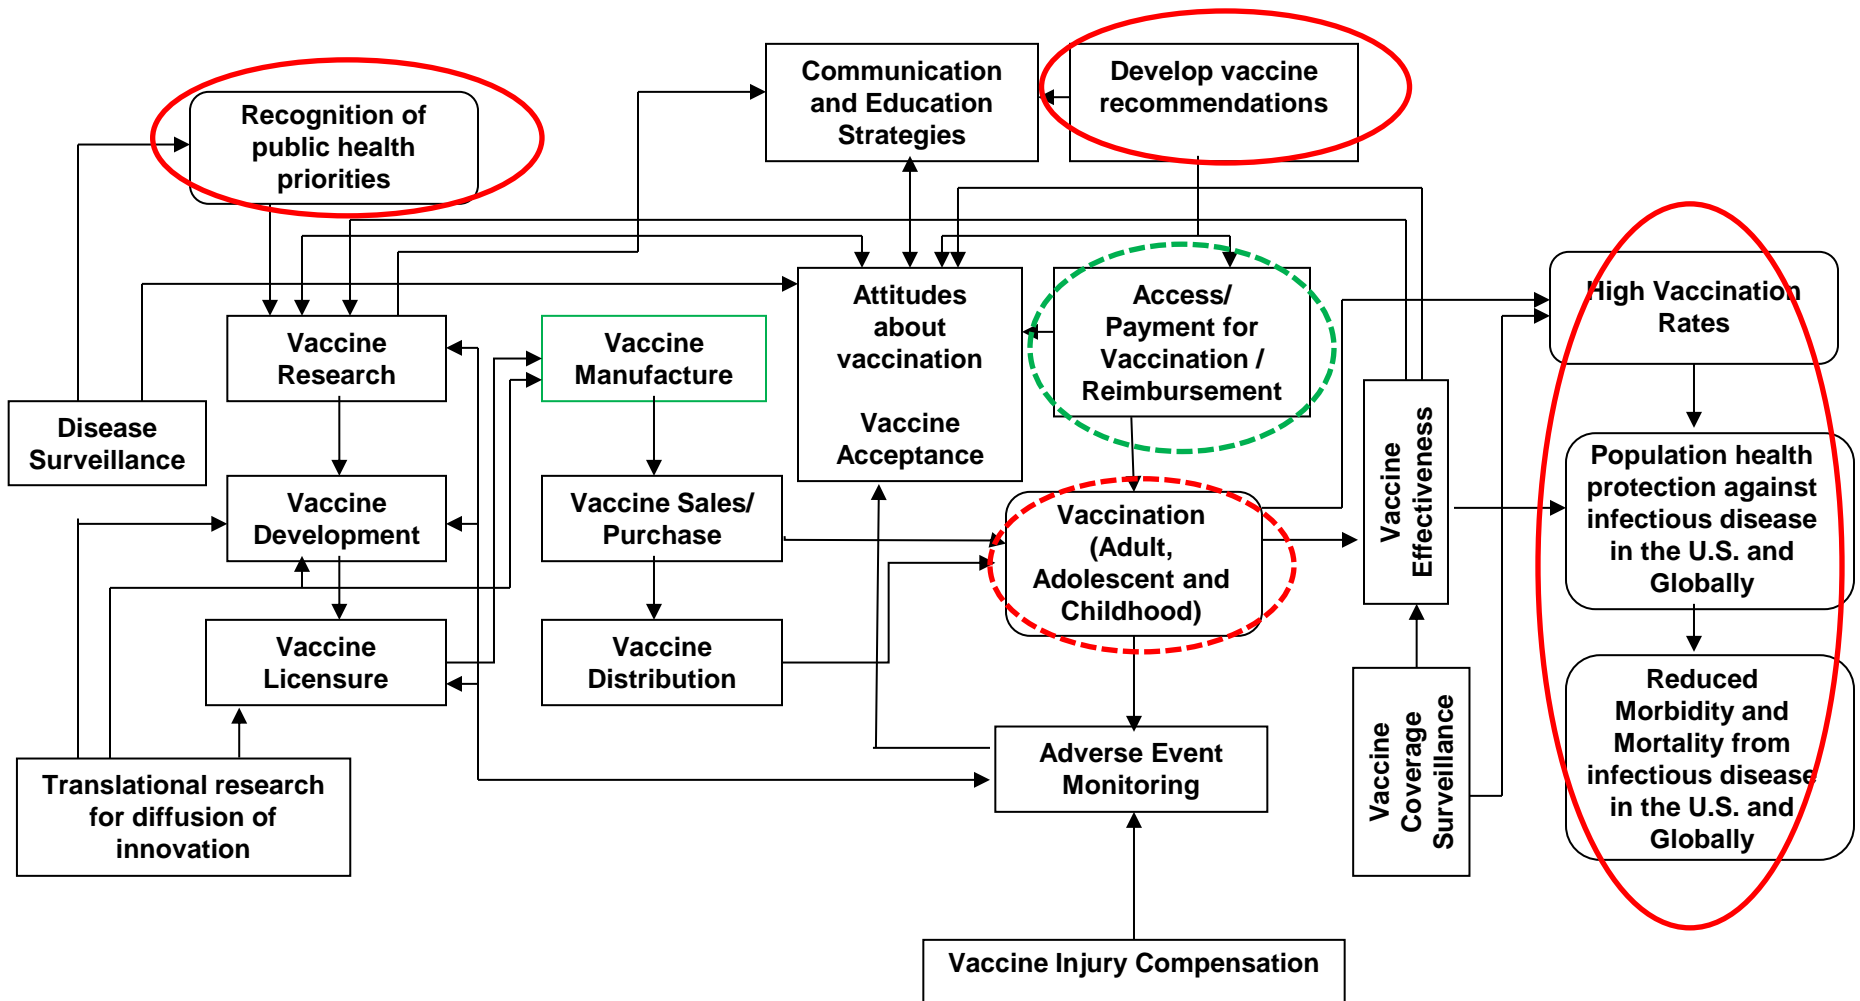 Communication
and Education
Strategies
Develop vaccine
recommendations
Recognition of
public health
priorities
Attitudes
about
vaccination
Vaccine
Acceptance
Access/
Payment for
Vaccination /
Reimbursement
High Vaccination
Rates
Vaccine
Research
Vaccine
Manufacture
Disease
Surveillance
Vaccine
Effectiveness
Population health
protection against
infectious disease
in the U.S. and
Globally
Vaccine
Development
Vaccine Sales/
Purchase
Vaccination
(Adult,
Adolescent and
Childhood)
Vaccine
Licensure
Vaccine
Distribution
Vaccine
Coverage
Surveillance
Reduced
Morbidity and
Mortality from
infectious disease
in the U.S. and
Globally
Adverse Event
Monitoring
Translational research
for diffusion of
innovation
Vaccine Injury Compensation